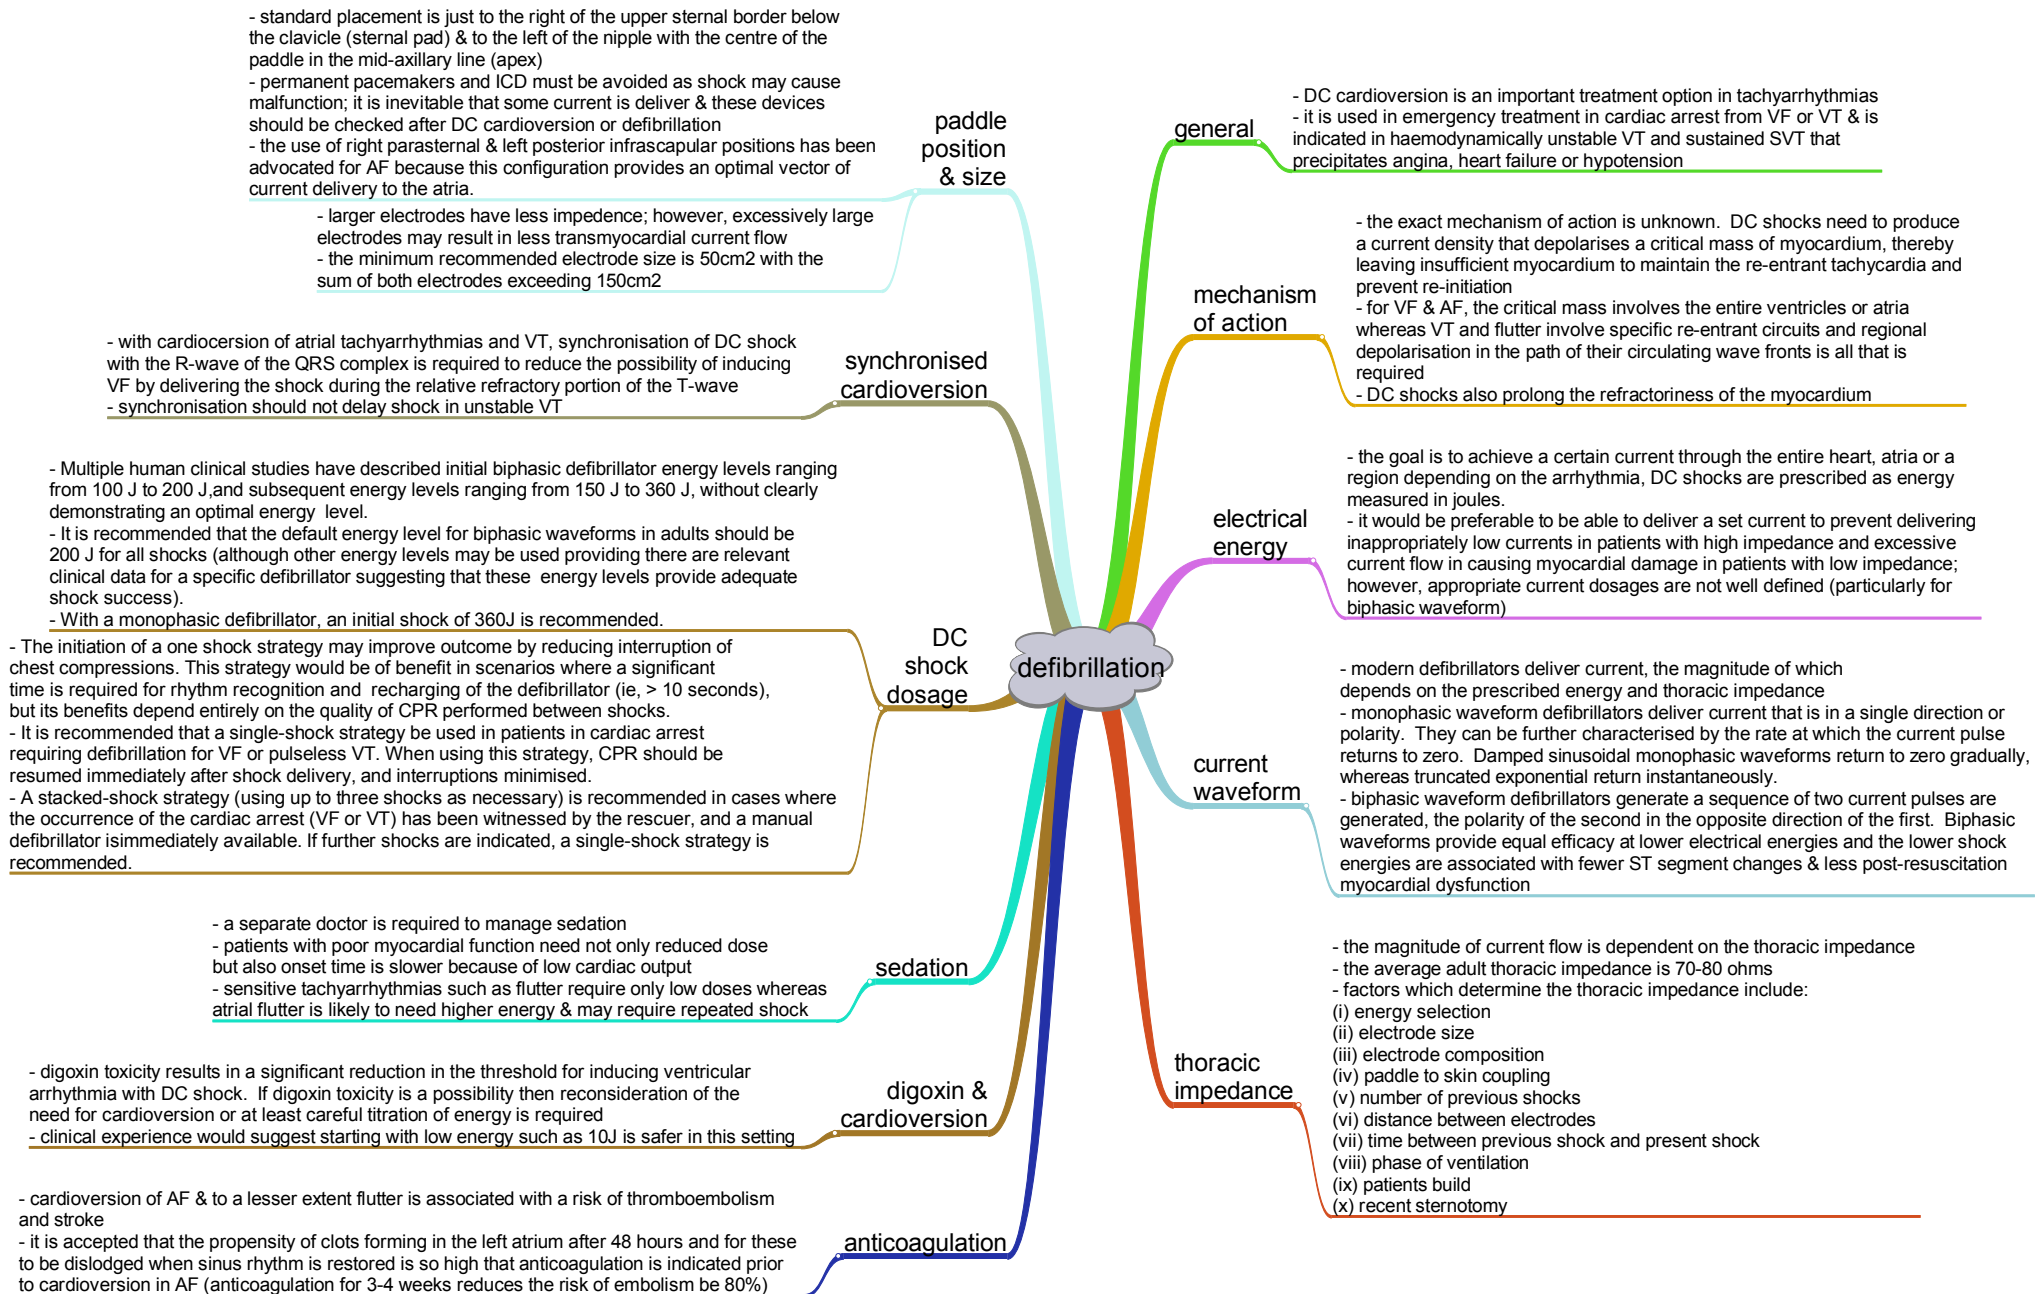 - standard placement is just to the right of the upper sternal border below
the clavicle (sternal pad) & to the left of the nipple with the centre of the
paddle in the mid-axillary line (apex)
- permanent pacemakers and ICD must be avoided as shock may cause
malfunction; it is inevitable that some current is deliver & these devices
should be checked after DC cardioversion or defibrillation
- the use of right parasternal & left posterior infrascapular positions has been
advocated for AF because this configuration provides an optimal vector of
current delivery to the atria.
- larger electrodes have less impedence; however, excessively large
electrodes may result in less transmyocardial current flow
- the minimum recommended electrode size is 50cm2 with the
sum of both electrodes exceeding 150cm2
paddle
position
& size
- with cardiocersion of atrial tachyarrhythmias and VT, synchronisation of DC shock
with the R-wave of the QRS complex is required to reduce the possibility of inducing
VF by delivering the shock during the relative refractory portion of the T-wave
- synchronisation should not delay shock in unstable VT
synchronised
cardioversion
- Multiple human clinical studies have described initial biphasic defibrillator energy levels ranging
from 100 J to 200 J,and subsequent energy levels ranging from 150 J to 360 J, without clearly
demonstrating an optimal energy  level.
- It is recommended that the default energy level for biphasic waveforms in adults should be
200 J for all shocks (although other energy levels may be used providing there are relevant
clinical data for a specific defibrillator suggesting that these  energy levels provide adequate
shock success).
- With a monophasic defibrillator, an initial shock of 360J is recommended.
- The initiation of a one shock strategy may improve outcome by reducing interruption of
chest compressions. This strategy would be of benefit in scenarios where a significant
time is required for rhythm recognition and  recharging of the defibrillator (ie, > 10 seconds),
but its benefits depend entirely on the quality of CPR performed between shocks.
- It is recommended that a single-shock strategy be used in patients in cardiac arrest
requiring defibrillation for VF or pulseless VT. When using this strategy, CPR should be
resumed immediately after shock delivery, and interruptions minimised.
- A stacked-shock strategy (using up to three shocks as necessary) is recommended in cases where
the occurrence of the cardiac arrest (VF or VT) has been witnessed by the rescuer, and a manual
defibrillator isimmediately available. If further shocks are indicated, a single-shock strategy is
recommended.
DC
shock
dosage
- a separate doctor is required to manage sedation
- patients with poor myocardial function need not only reduced dose
but also onset time is slower because of low cardiac output
- sensitive tachyarrhythmias such as flutter require only low doses whereas
atrial flutter is likely to need higher energy & may require repeated shock
sedation
- digoxin toxicity results in a significant reduction in the threshold for inducing ventricular
arrhythmia with DC shock.  If digoxin toxicity is a possibility then reconsideration of the
need for cardioversion or at least careful titration of energy is required
- clinical experience would suggest starting with low energy such as 10J is safer in this setting
digoxin &
cardioversion
- cardioversion of AF & to a lesser extent flutter is associated with a risk of thromboembolism
and stroke
- it is accepted that the propensity of clots forming in the left atrium after 48 hours and for these
to be dislodged when sinus rhythm is restored is so high that anticoagulation is indicated prior
to cardioversion in AF (anticoagulation for 3-4 weeks reduces the risk of embolism be 80%)
anticoagulation
defibrillation
general
- DC cardioversion is an important treatment option in tachyarrhythmias
- it is used in emergency treatment in cardiac arrest from VF or VT & is
indicated in haemodynamically unstable VT and sustained SVT that
precipitates angina, heart failure or hypotension
mechanism
of action
- the exact mechanism of action is unknown.  DC shocks need to produce
a current density that depolarises a critical mass of myocardium, thereby
leaving insufficient myocardium to maintain the re-entrant tachycardia and
prevent re-initiation
- for VF & AF, the critical mass involves the entire ventricles or atria
whereas VT and flutter involve specific re-entrant circuits and regional
depolarisation in the path of their circulating wave fronts is all that is
required
- DC shocks also prolong the refractoriness of the myocardium
electrical
energy
- the goal is to achieve a certain current through the entire heart, atria or a
region depending on the arrhythmia, DC shocks are prescribed as energy
measured in joules.
- it would be preferable to be able to deliver a set current to prevent delivering
inappropriately low currents in patients with high impedance and excessive
current flow in causing myocardial damage in patients with low impedance;
however, appropriate current dosages are not well defined (particularly for
biphasic waveform)
current
waveform
- modern defibrillators deliver current, the magnitude of which
depends on the prescribed energy and thoracic impedance
- monophasic waveform defibrillators deliver current that is in a single direction or
polarity.  They can be further characterised by the rate at which the current pulse
returns to zero.  Damped sinusoidal monophasic waveforms return to zero gradually,
whereas truncated exponential return instantaneously.
- biphasic waveform defibrillators generate a sequence of two current pulses are
generated, the polarity of the second in the opposite direction of the first.  Biphasic
waveforms provide equal efficacy at lower electrical energies and the lower shock
energies are associated with fewer ST segment changes & less post-resuscitation
myocardial dysfunction
thoracic
impedance
- the magnitude of current flow is dependent on the thoracic impedance
- the average adult thoracic impedance is 70-80 ohms
- factors which determine the thoracic impedance include:
(i) energy selection
(ii) electrode size
(iii) electrode composition
(iv) paddle to skin coupling
(v) number of previous shocks
(vi) distance between electrodes
(vii) time between previous shock and present shock
(viii) phase of ventilation
(ix) patients build
(x) recent sternotomy